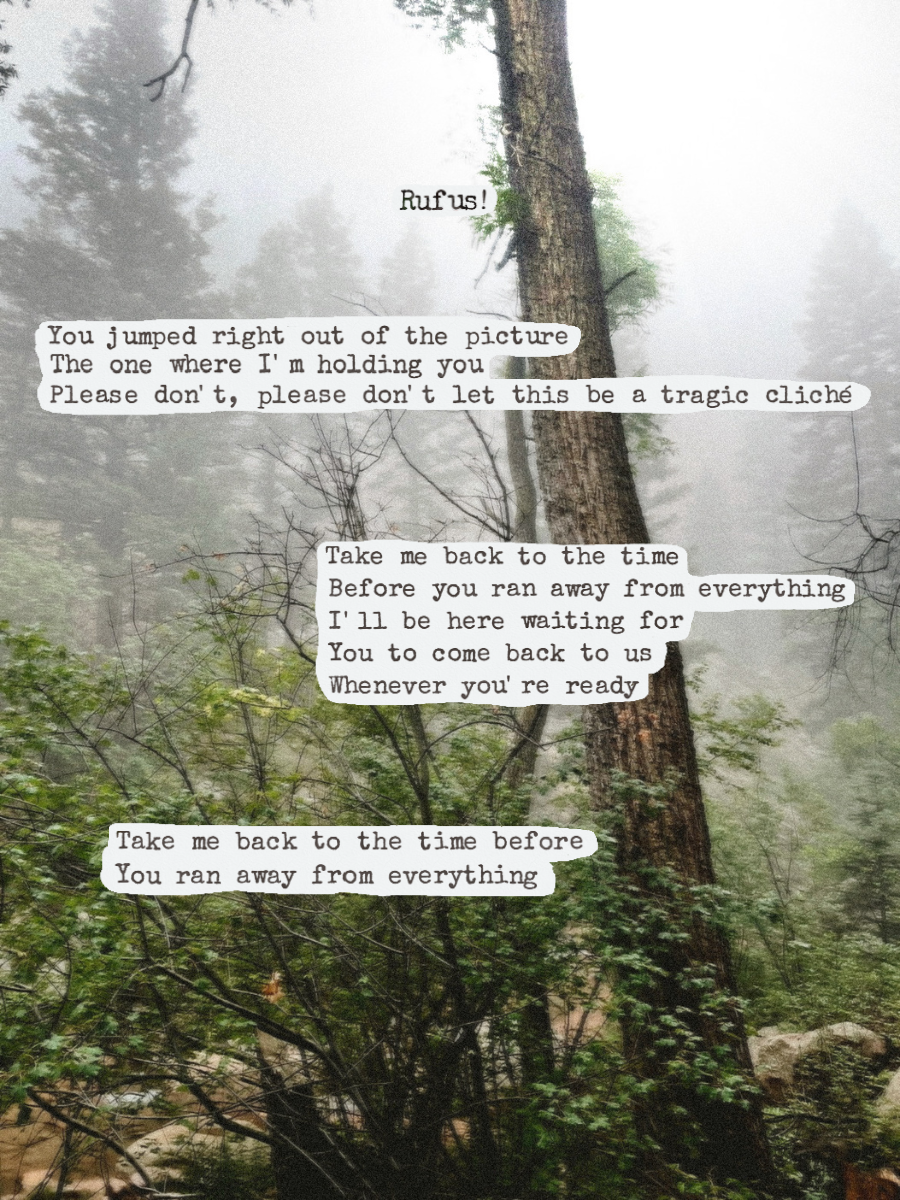 Rufus!
You jumped right out of the picture
The one where I'm holding you
Please don't, please don't let this be a tragic cliché
Take me back to the time
Before you ran away from everything
I'll be here waiting for
You to come back to us
Whenever you're ready
Take me back to the time before
You ran away from everything